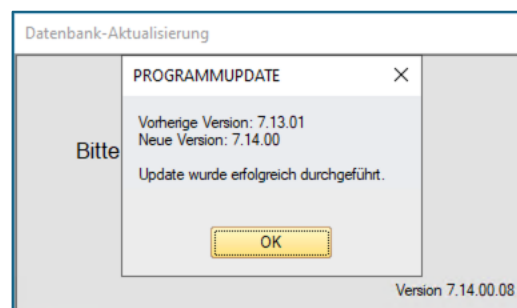 Datenbank-Aktualisierung
PROGRAMMUPDATE
Vorherige Version: 7.13.01
Neue Version: 7.14.00
Bitte
Update wurde erfolgreich durchgeführt.
OK
Version 7.14.00.08